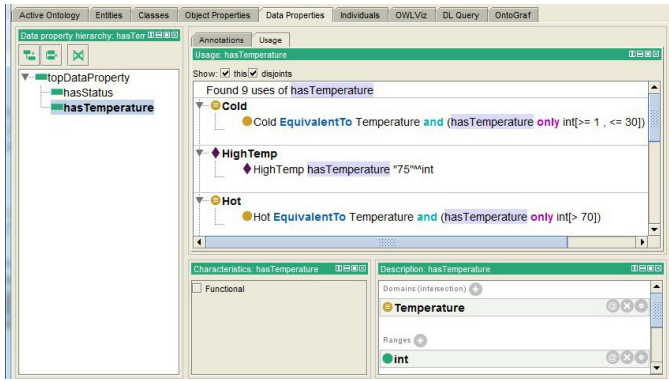 Active Ontology Entities Classes Object Properties Data Properties Individuals OWLViz DL Query OntoGraf
Data property hierarchy: hasTem
topDataProperty
hasStatus
hasTemperature
Annotations Usage
Usage: hasTemperature
Show: this disjoints
Found 9 uses of hasTemperature
Cold
Cold EquivalentTo Temperature and (hasTemperature only int[>= 1 , <= 30])
HighTemp
HighTemp hasTemperature "75"^^int
Hot
Hot EquivalentTo Temperature and (hasTemperature only int[> 70])
Characteristics: hasTemperature
Functional
Description: hasTemperature
Domains (intersection)
Temperature
Ranges
int